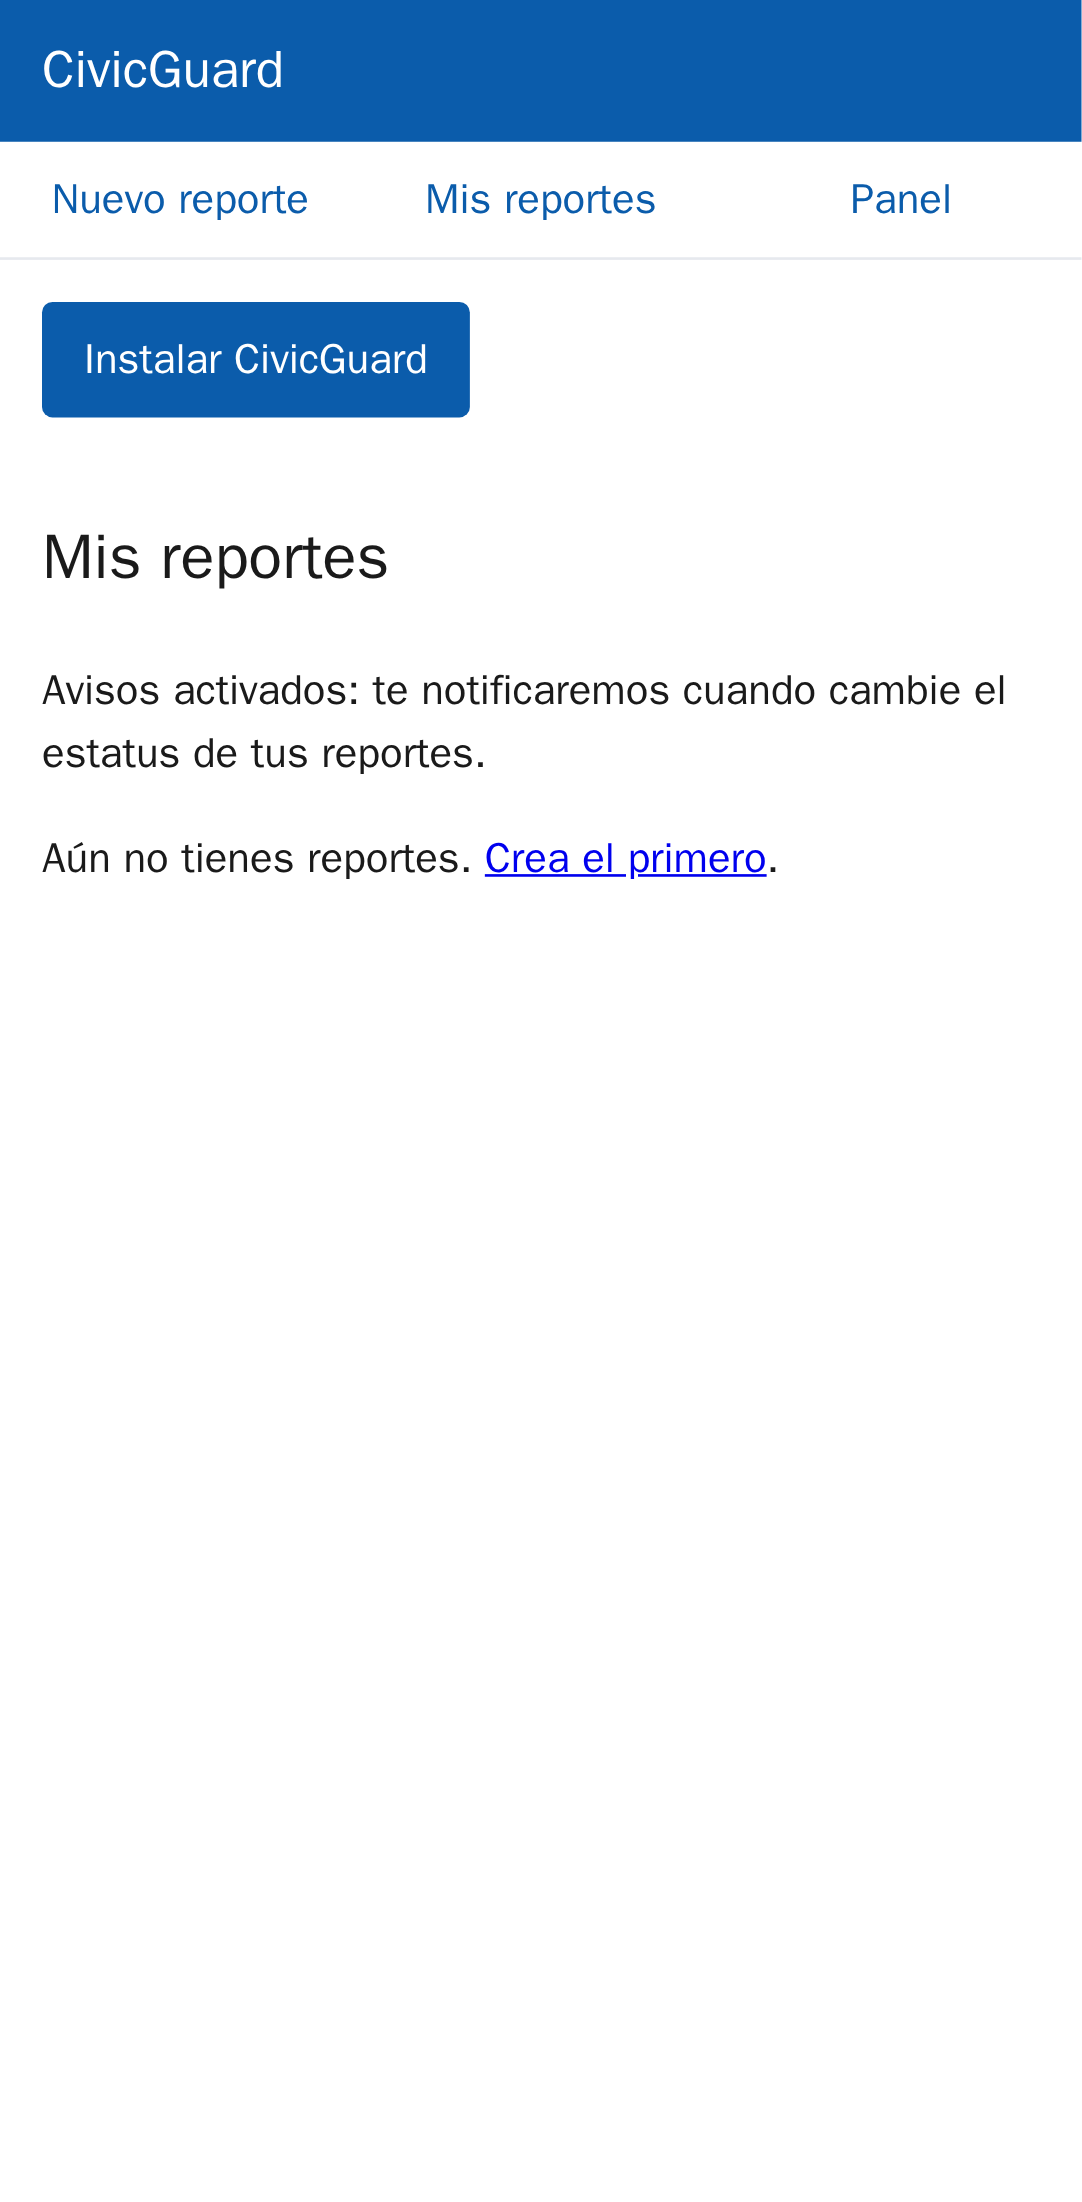 CivicGuard
Nuevo reporte Mis reportes Panel
Instalar CivicGuard
Mis reportes
Avisos activados: te notificaremos cuando cambie el
estatus de tus reportes.
Aún no tienes reportes. Crea el primero.